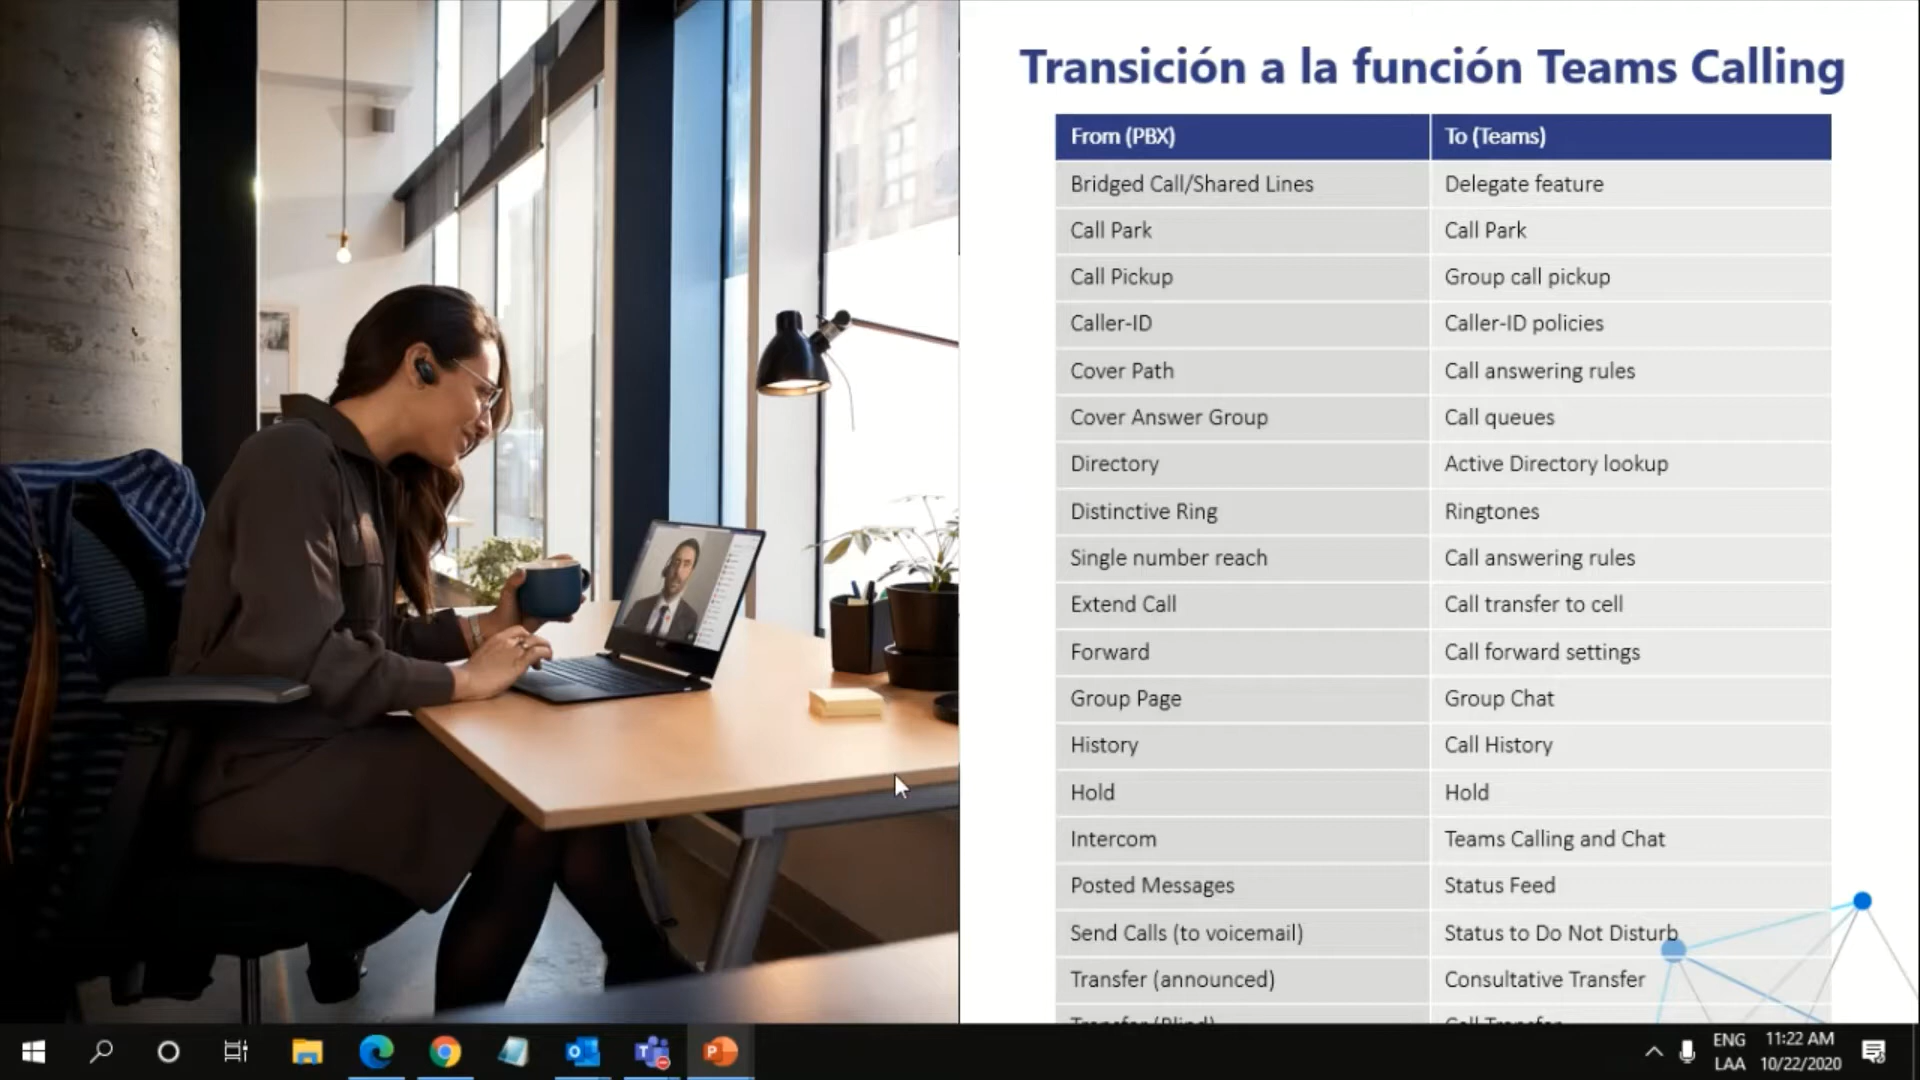 Transición a la función Teams Calling
From (PBX) To (Teams)
Bridged Call/Shared Lines Delegate feature
Call Park Call Park
Call Pickup Group call pickup
Caller-ID Caller-ID policies
Cover Path Call answering rules
Cover Answer Group Call queues
Directory Active Directory lookup
Distinctive Ring Ringtones
Single number reach Call answering rules
Extend Call Call transfer to cell
Forward Call forward settings
Group Page Group Chat
History Call History
Hold Hold
Intercom Teams Calling and Chat
Posted Messages Status Feed
Send Calls (to voicemail) Status to Do Not Disturb
Transfer (announced) Consultative Transfer
Transfer (Blind) Call Transfer
ENG 11:22 AM
LAA 10/22/2020